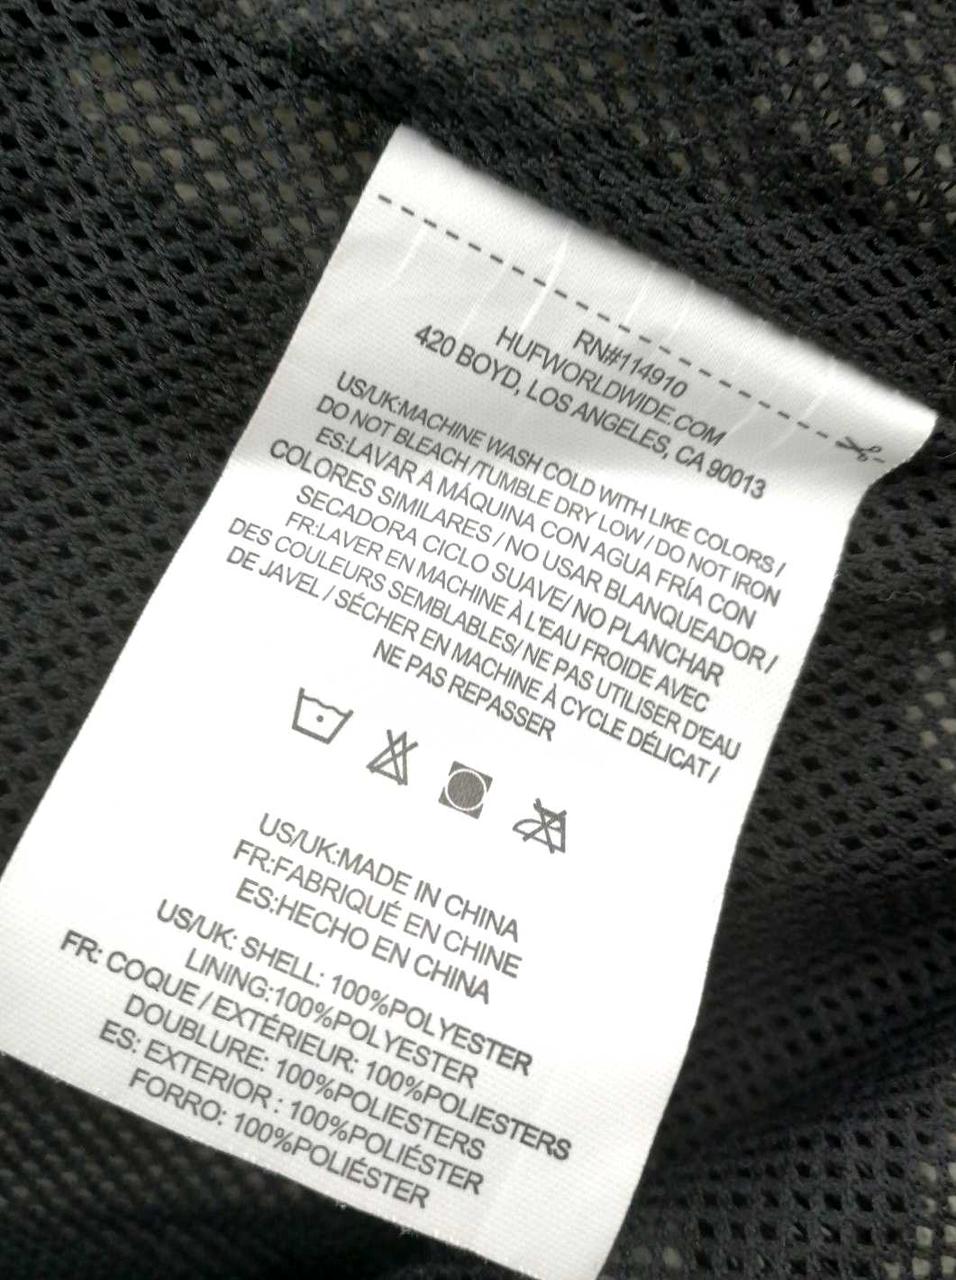 RN#114910
HUFWORLDWIDE.COM
420 BOYD, LOS ANGELES, CA 90013
US/UK:MACHINE WASH COLD WITH LIKE COLORS /
DO NOT BLEACH /TUMBLE DRY LOW / DO NOT IRON
ES:LAVAR A MÁQUINA CON AGUA FRÍA CON
COLORES SIMILARES / NO USAR BLANQUEADOR /
SECADORA CICLO SUAVE/ NO PLANCHAR
FR:LAVER EN MACHINE À L'EAU FROIDE AVEC
DES COULEURS SEMBLABLES/ NE PAS UTILISER D'EAU
DE JAVEL / SÉCHER EN MACHINE À CYCLE DÉLICAT /
NE PAS REPASSER
US/UK:MADE IN CHINA
FR:FABRIQUÉ EN CHINE
ES:HECHO EN CHINA
US/UK: SHELL: 100%POLYESTER
LINING:100%POLYESTER
FR: COQUE / EXTÉRIEUR: 100%POLIESTERS
DOUBLURE: 100%POLIESTERS
ES: EXTERIOR : 100%POLIÉSTER
FORRO: 100%POLIÉSTER